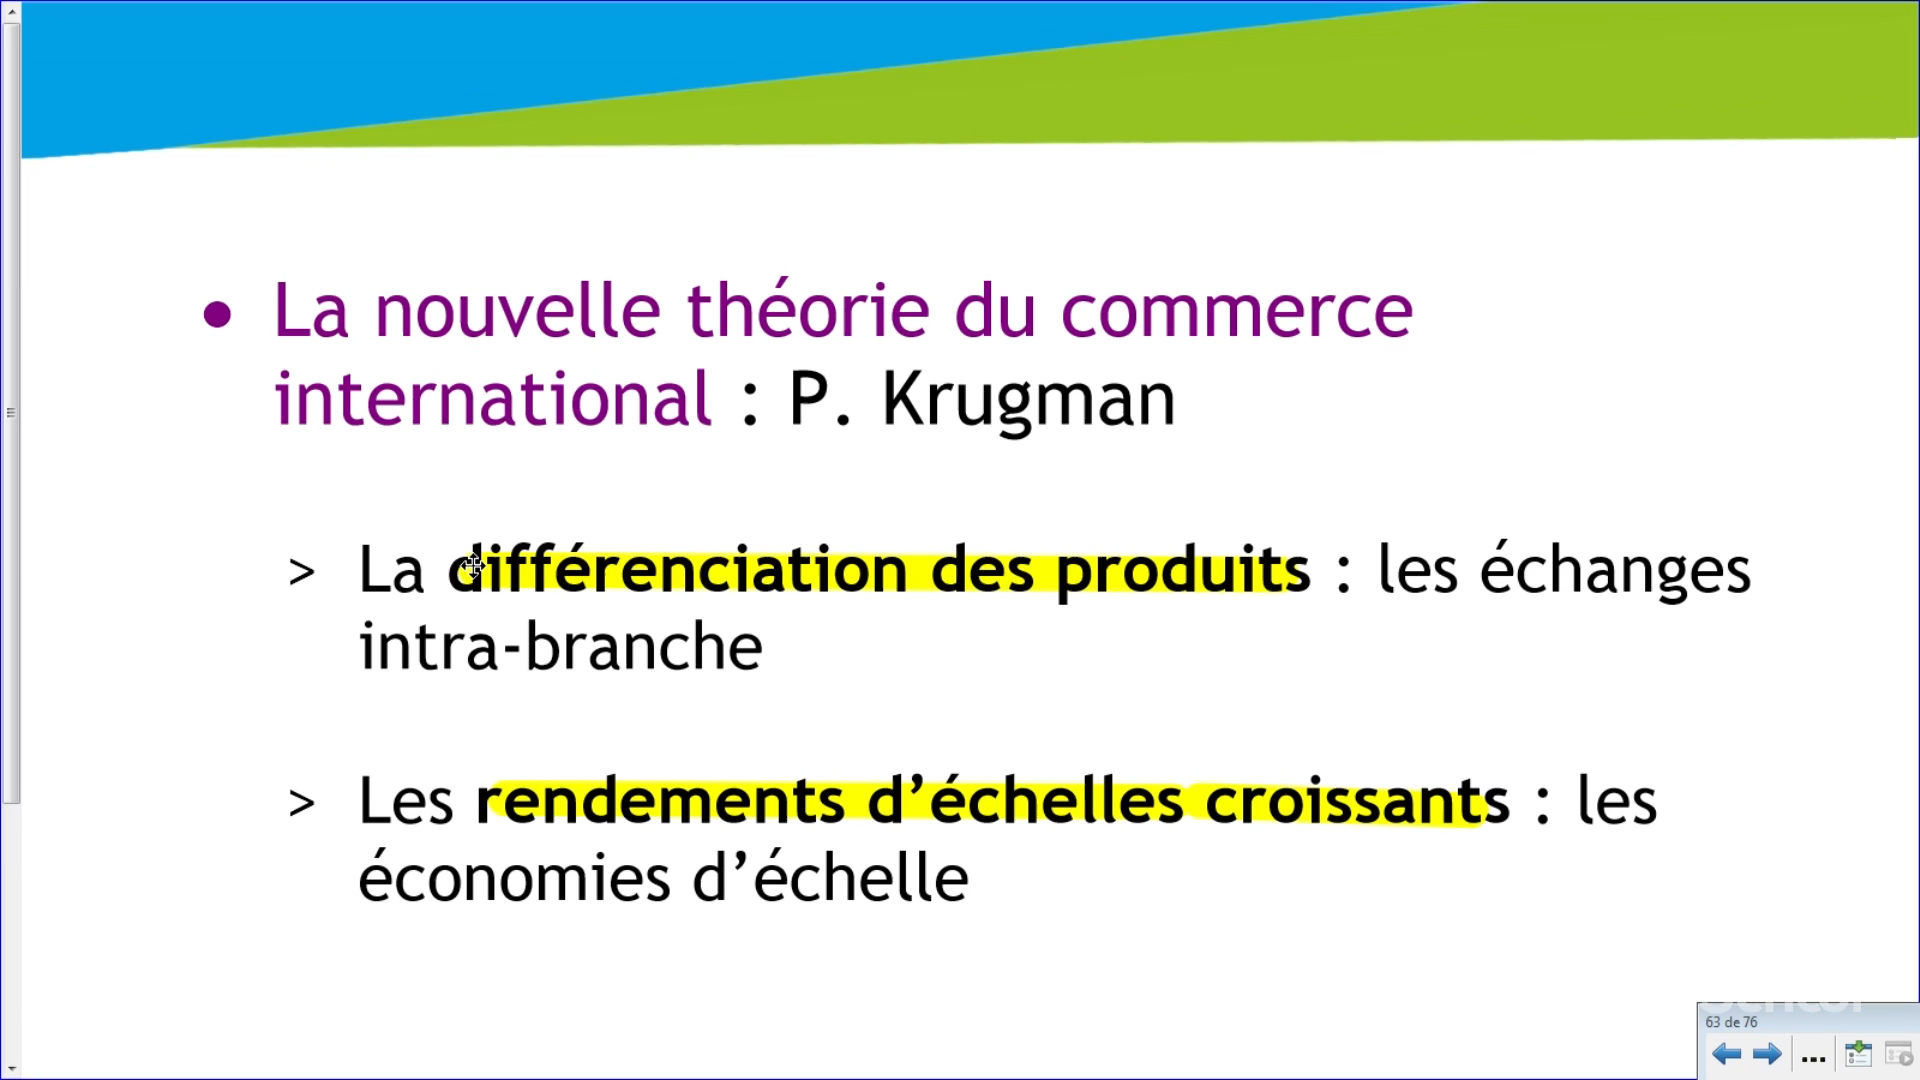 • La nouvelle théorie du commerce
international : P. Krugman
> La différenciation des produits : les échanges
intra-branche
> Les rendements d’échelles croissants : les
économies d’échelle
63 de 76
...